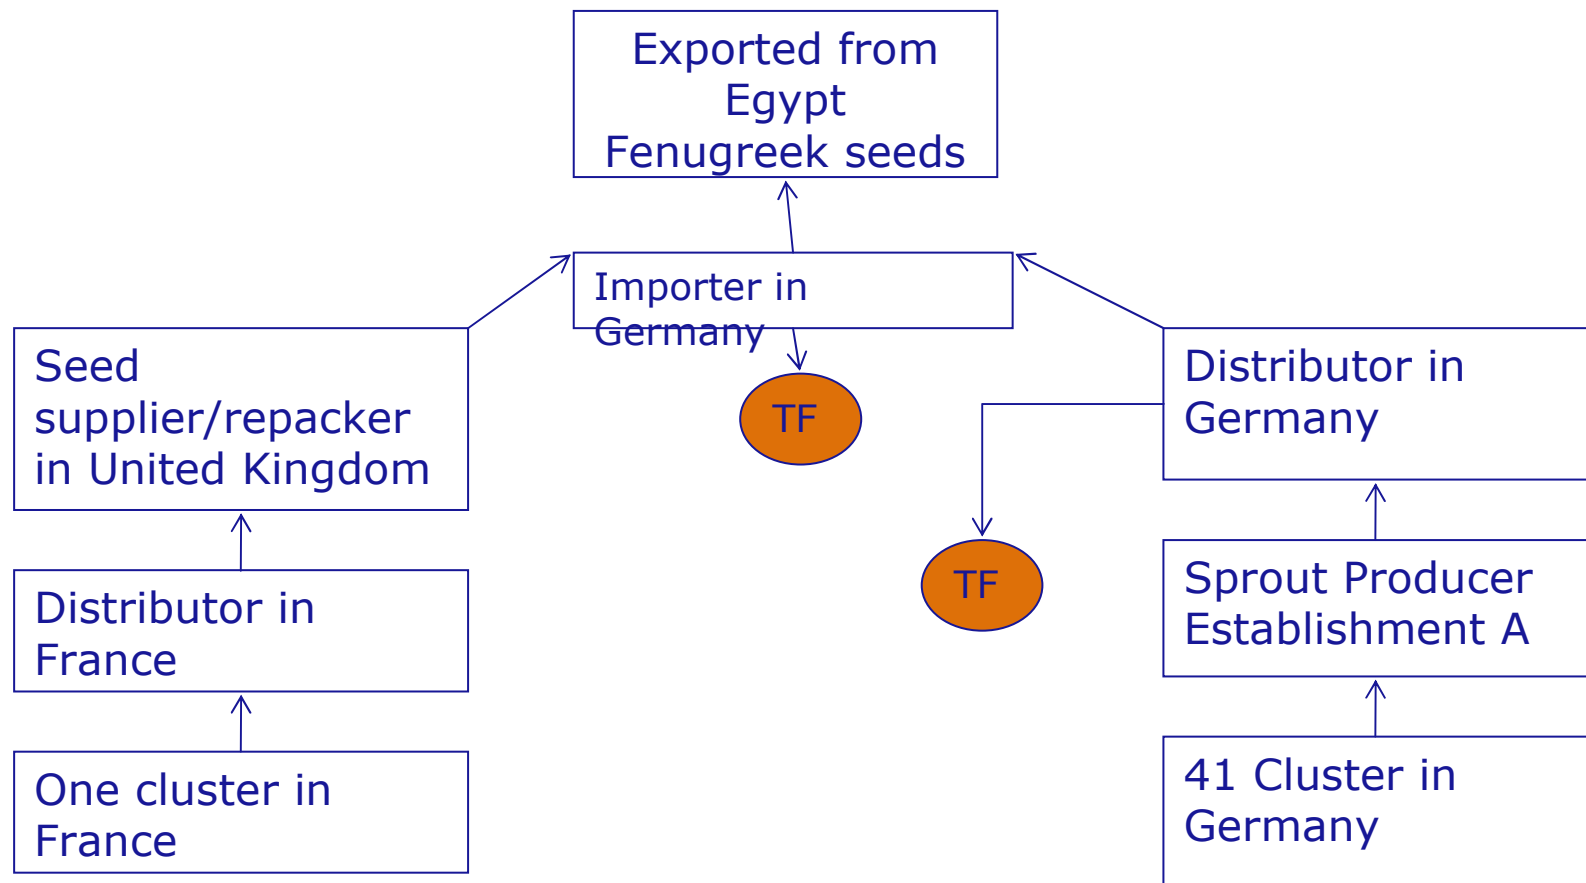 Exported from
Egypt
Fenugreek seeds
Importer in
Germany
Seed
supplier/repacker
in United Kingdom
TF
Distributor in
Germany
Distributor in
France
TF
Sprout Producer
Establishment A
One cluster in
France
41 Cluster in
Germany